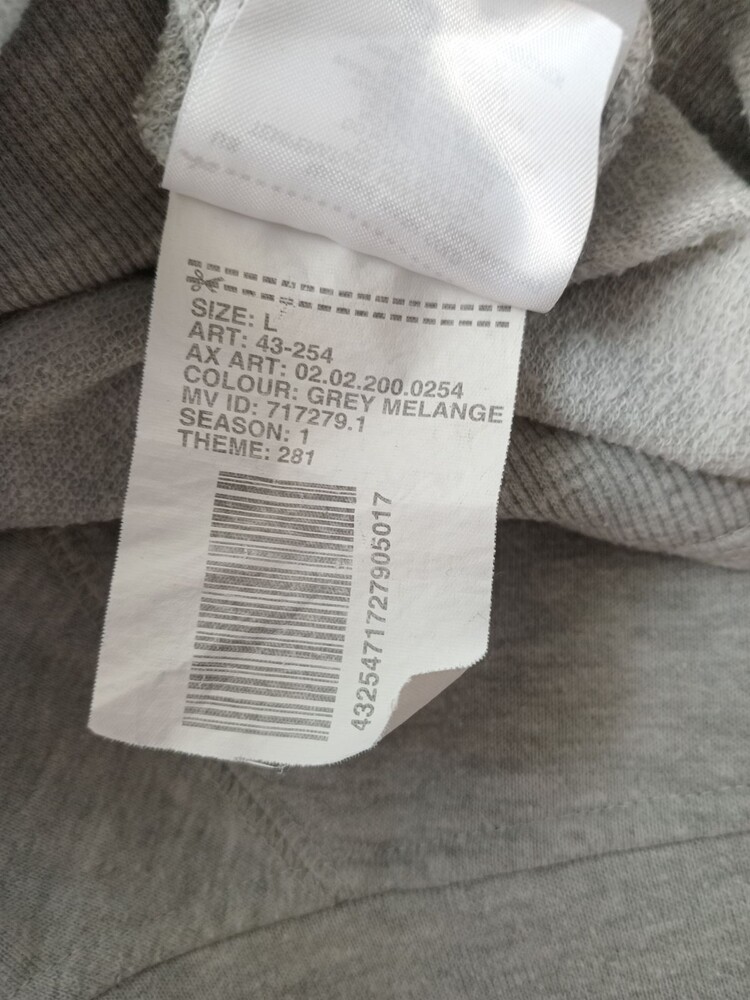 SIZE: L
ART: 43-254
AX ART: 02.02.200.0254
COLOUR: GREY MELANGE
MV ID: 717279.1
SEASON: 1
THEME: 281
4325471727905017